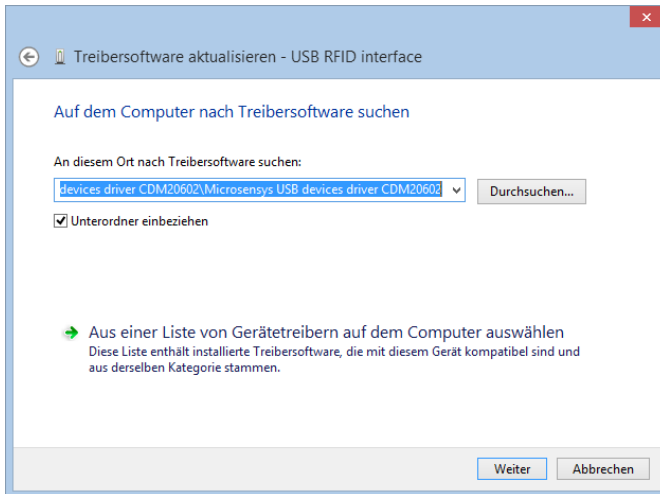 Treibersoftware aktualisieren - USB RFID interface
Auf dem Computer nach Treibersoftware suchen
An diesem Ort nach Treibersoftware suchen:
devices driver CDM20602\Microsensys USB devices driver CDM20602
Durchsuchen...
Unterordner einbeziehen
Aus einer Liste von Gerätetreibern auf dem Computer auswählen
Diese Liste enthält installierte Treibersoftware, die mit diesem Gerät kompatibel sind und
aus derselben Kategorie stammen.
Weiter
Abbrechen